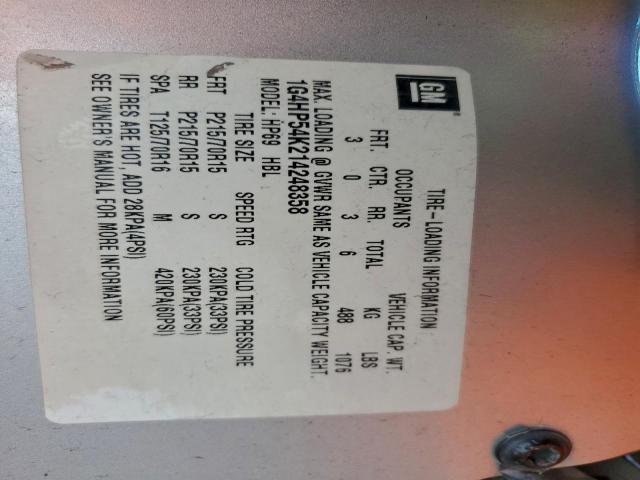 GM
TIRE-LOADING INFORMATION
OCCUPANTS VEHICLE CAP. WT.
FRT. CTR. RR. TOTAL KG LBS
3 0 3 6 488 1076
MAX. LOADING @ GVWR SAME AS VEHICLE CAPACITY WEIGHT.
1G4HP54K214248358
MODEL: HP69 HBL
TIRE SIZE SPEED RTG COLD TIRE PRESSURE
FRT P215/70R15 S 230KPA(33PSI)
RR P215/70R15 S 230KPA(33PSI)
SPA T125/70R16 M 420KPA(60PSI)
IF TIRES ARE HOT, ADD 28KPA(4PSI)
SEE OWNER'S MANUAL FOR MORE INFORMATION